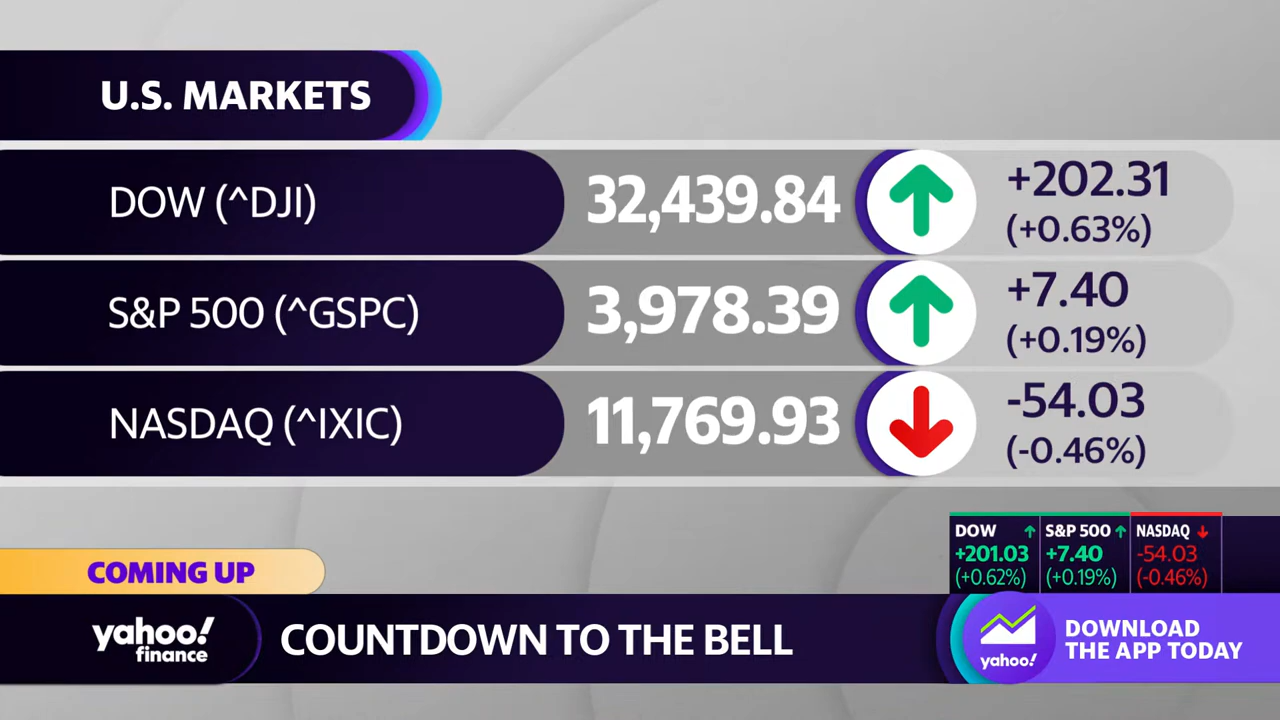 U.S. MARKETS
DOW (^DJI) 32,439.84 +202.31
(+0.63%)
S&P 500 (^GSPC) 3,978.39 +7.40
(+0.19%)
NASDAQ (^IXIC) 11,769.93 -54.03
(-0.46%)
DOW S&P 500 NASDAQ
+201.03 +7.40 -54.03
(+0.62%) (+0.19%) (-0.46%)
COMING UP
yahoo!
finance
COUNTDOWN TO THE BELL
yahoo!
DOWNLOAD
THE APP TODAY